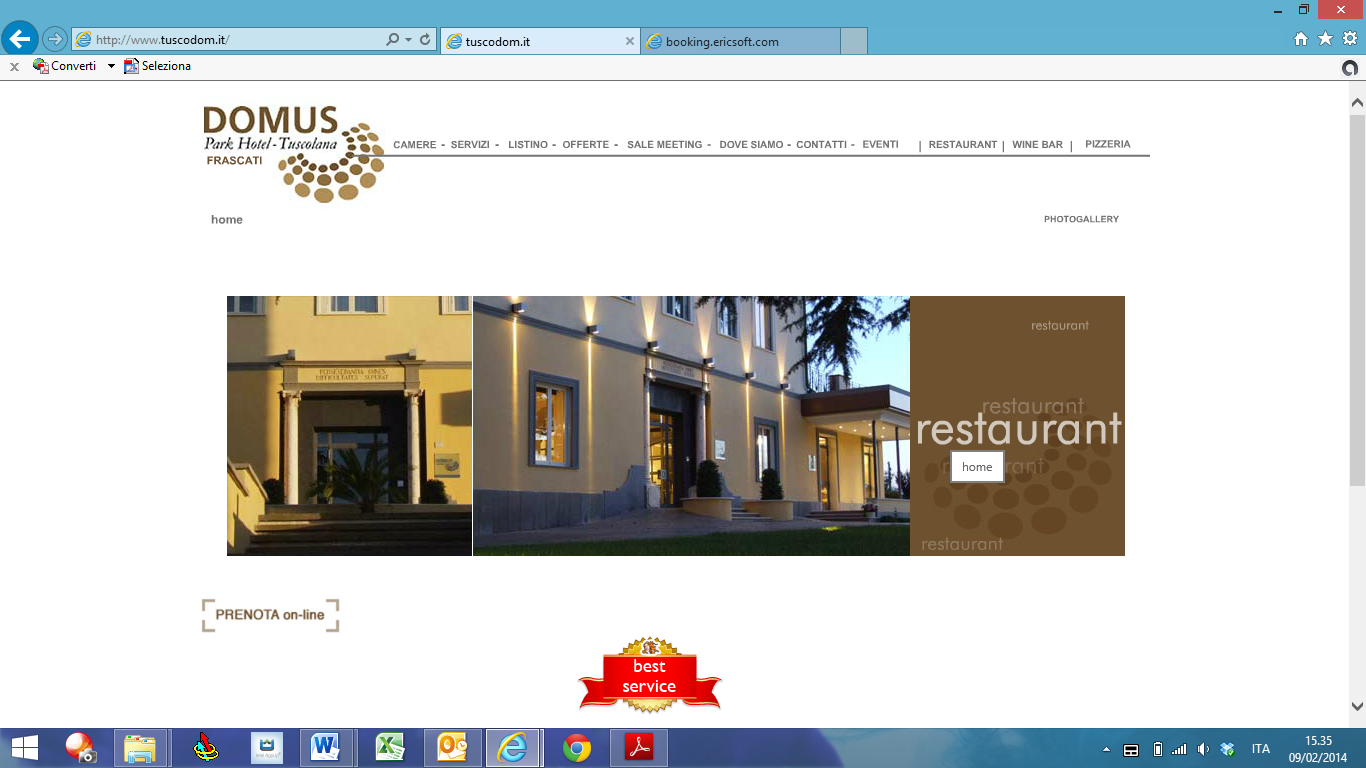 http://www.tuscodom.it/
tuscodom.it
booking.ericsoft.com
x Converti Seleziona
DOMUS
Park Hotel - Tuscolana
FRASCATI
CAMERE - SERVIZI - LISTINO - OFFERTE - SALE MEETING - DOVE SIAMO - CONTATTI - EVENTI | RESTAURANT | WINE BAR | PIZZERIA
home
PHOTOGALLERY
restaurant
restaurant
restaurant
home
restaurant
PRENOTA on-line
best
service
ITA
15.35
09/02/2014